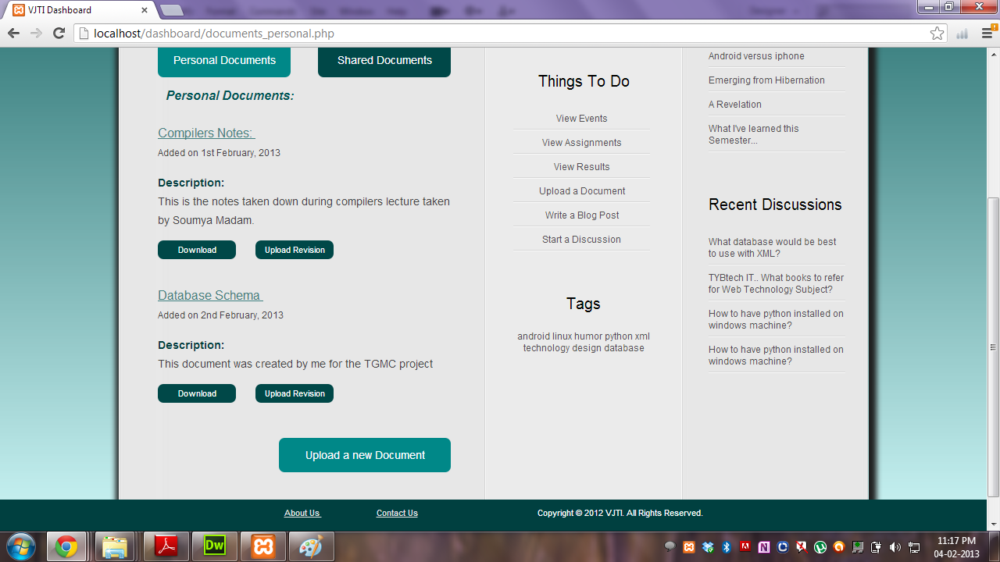 VJTI Dashboard
localhost/dashboard/documents_personal.php
Personal Documents
Shared Documents
Personal Documents:
Compilers Notes:
Added on 1st February, 2013
Description:
This is the notes taken down during compilers lecture taken
by Soumya Madam.
Download
Upload Revision
Database Schema
Added on 2nd February, 2013
Description:
This document was created by me for the TGMC project
Download
Upload Revision
Upload a new Document
Things To Do
View Events
View Assignments
View Results
Upload a Document
Write a Blog Post
Start a Discussion
Tags
android linux humor python xml
technology design database
Android versus iphone
Emerging from Hibernation
A Revelation
What I've learned this
Semester...
Recent Discussions
What database would be best
to use with XML?
TYBtech IT.. What books to refer
for Web Technology Subject?
How to have python installed on
windows machine?
How to have python installed on
windows machine?
About Us
Contact Us
Copyright © 2012 VJTI. All Rights Reserved.
Dw
11:17 PM
04-02-2013